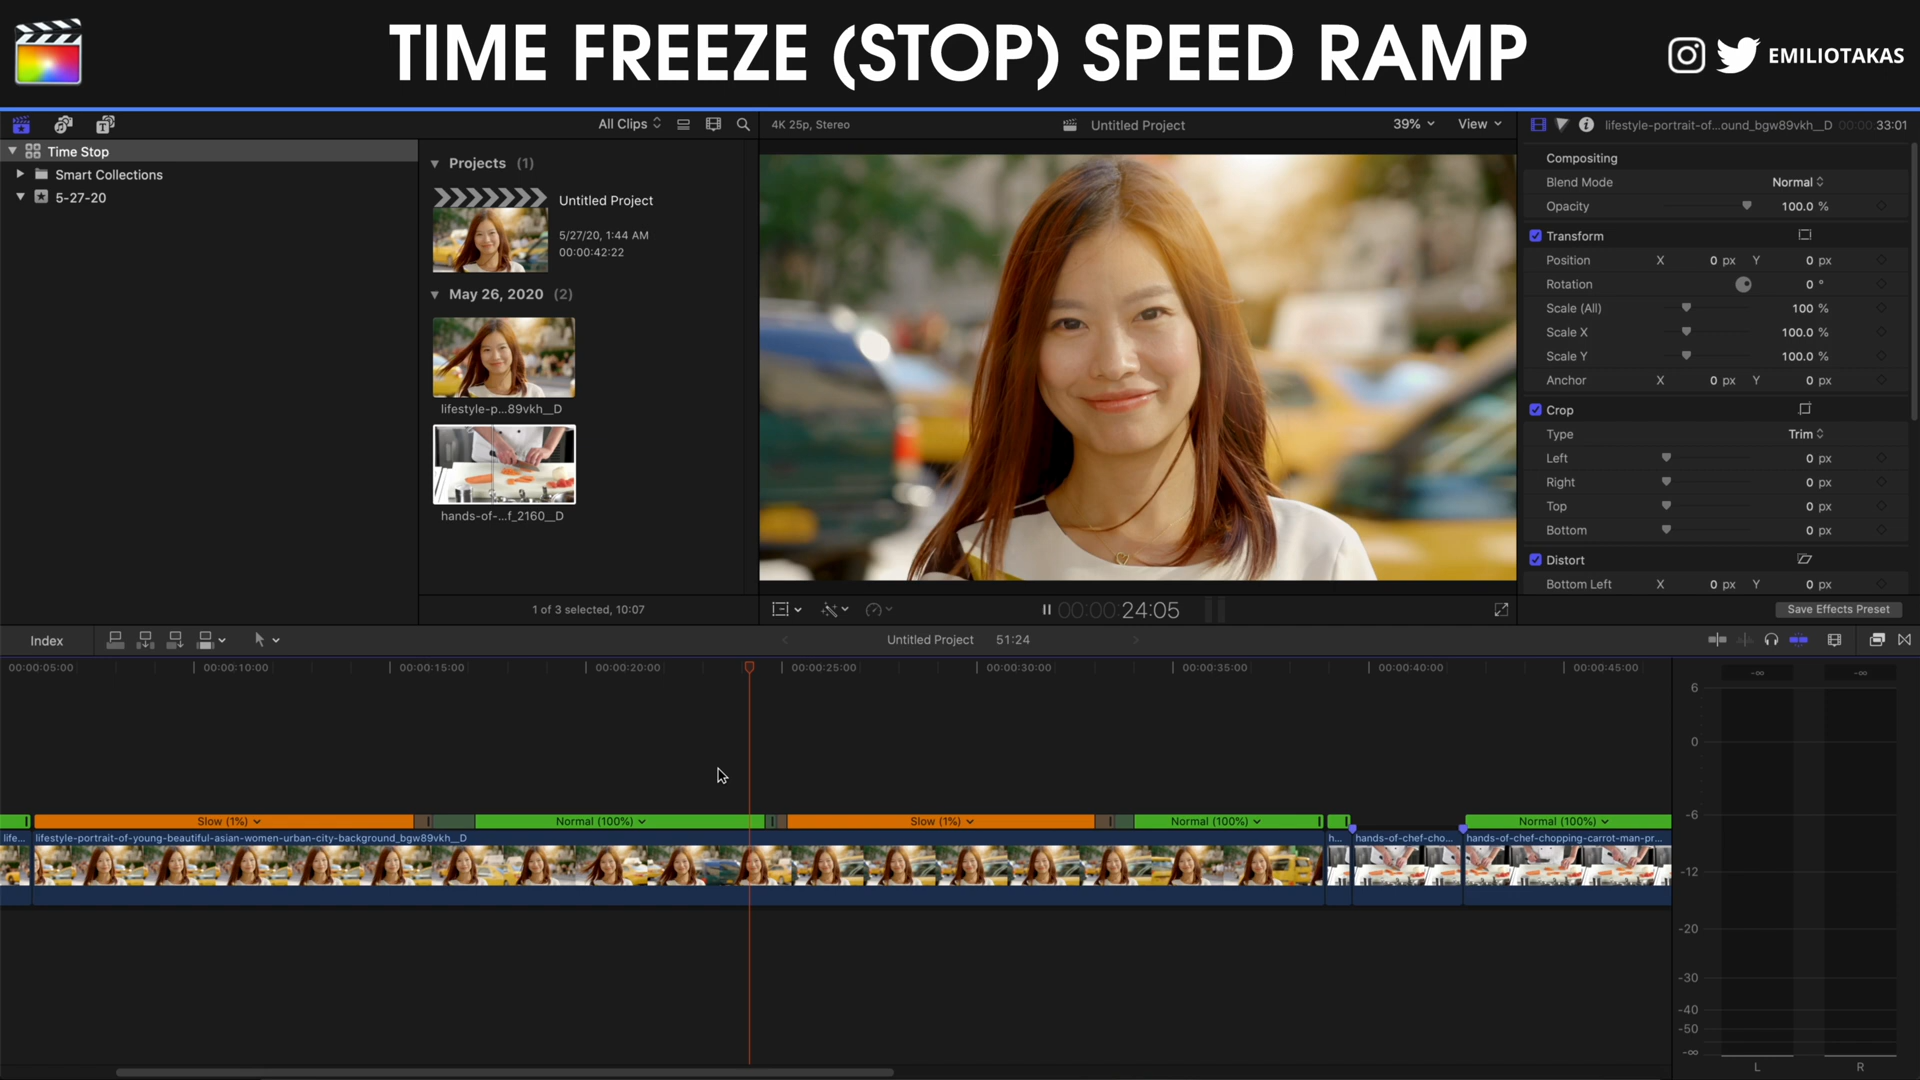 TIME FREEZE (STOP) SPEED RAMP
EMILIOTAKAS
All Clips
4K 25p, Stereo
Untitled Project
39%
View
lifestyle-portrait-of...ound_bgw89vkh__D
00:00:33:01
Time Stop
Smart Collections
5-27-20
Projects (1)
Untitled Project
5/27/20, 1:44 AM
00:00:42:22
May 26, 2020 (2)
lifestyle-p...89vkh__D
hands-of-...f_2160__D
1 of 3 selected, 10:07
00:00:24:05
Compositing
Blend Mode Normal
Opacity 100.0 %
Transform
Position X 0 px Y 0 px
Rotation 0 °
Scale (All) 100 %
Scale X 100.0 %
Scale Y 100.0 %
Anchor X 0 px Y 0 px
Crop
Type Trim
Left 0 px
Right 0 px
Top 0 px
Bottom 0 px
Distort
Bottom Left X 0 px Y 0 px
Save Effects Preset
Index
Untitled Project 51:24
00:00:05:00 00:00:10:00 00:00:15:00 00:00:20:00 00:00:25:00 00:00:30:00 00:00:35:00 00:00:40:00 00:00:45:00
Slow (1%) Normal (100%) Slow (1%) Normal (100%) Normal (100%)
life... lifestyle-portrait-of-young-beautiful-asian-women-urban-city-background_bgw89vkh__D h... hands-of-chef-cho... hands-of-chef-chopping-carrot-man-pr...
-∞ -∞
6
0
-6
-12
-20
-30
-40
-50
-∞
L R